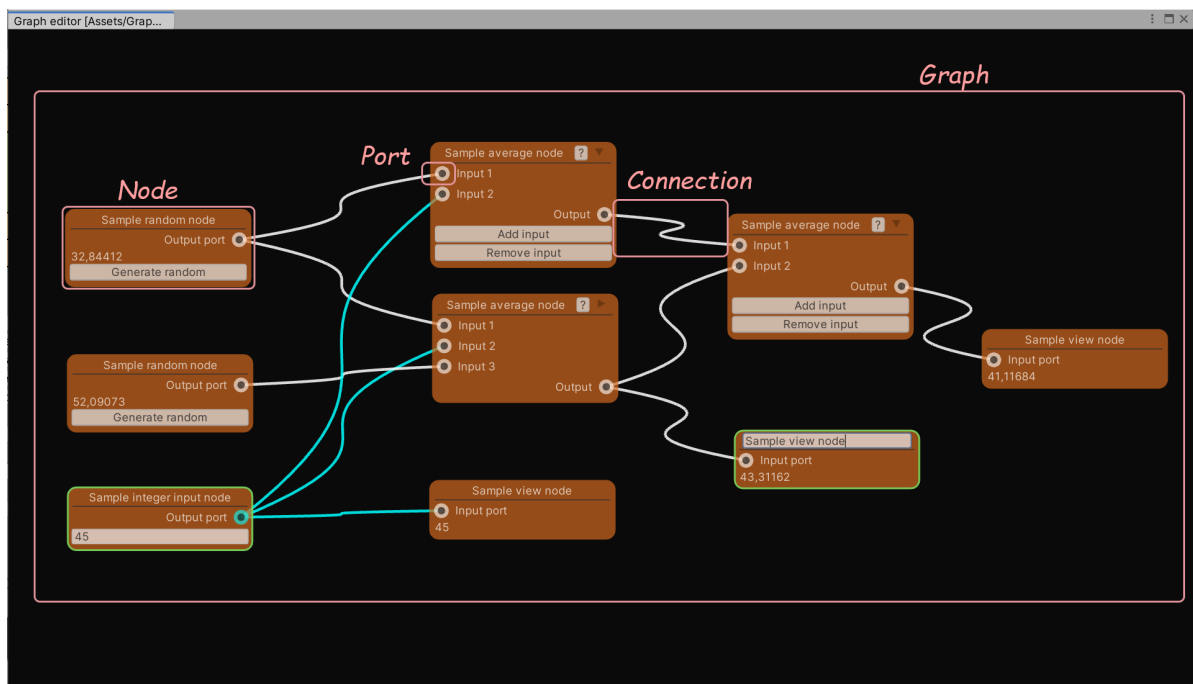 Graph editor [Assets/Grap...
Graph
Port
Connection
Node
Sample average node ?
Input 1
Input 2
Output
Add input
Remove input
Sample random node
Output port
32,84412
Generate random
Sample average node ?
Input 1
Input 2
Output
Add input
Remove input
Sample average node ?
Input 1
Input 2
Input 3
Output
Sample view node
Input port
41,11684
Sample random node
Output port
52,09073
Generate random
Sample view node
Input port
43,31162
Sample integer input node
Output port
45
Sample view node
Input port
45